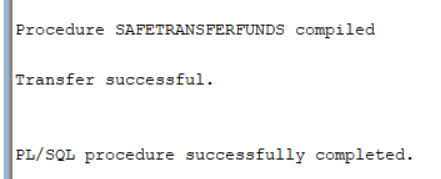 Procedure SAFETRANSFERFUNDS compiled
Transfer successful.
PL/SQL procedure successfully completed.